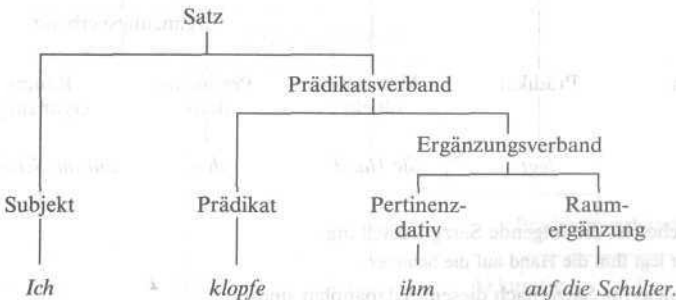 Satz
Prädikatsverband
Ergänzungsverband
Subjekt Prädikat Pertinenz- Raum-
dativ ergänzung
Ich klopfe ihm auf die Schulter.